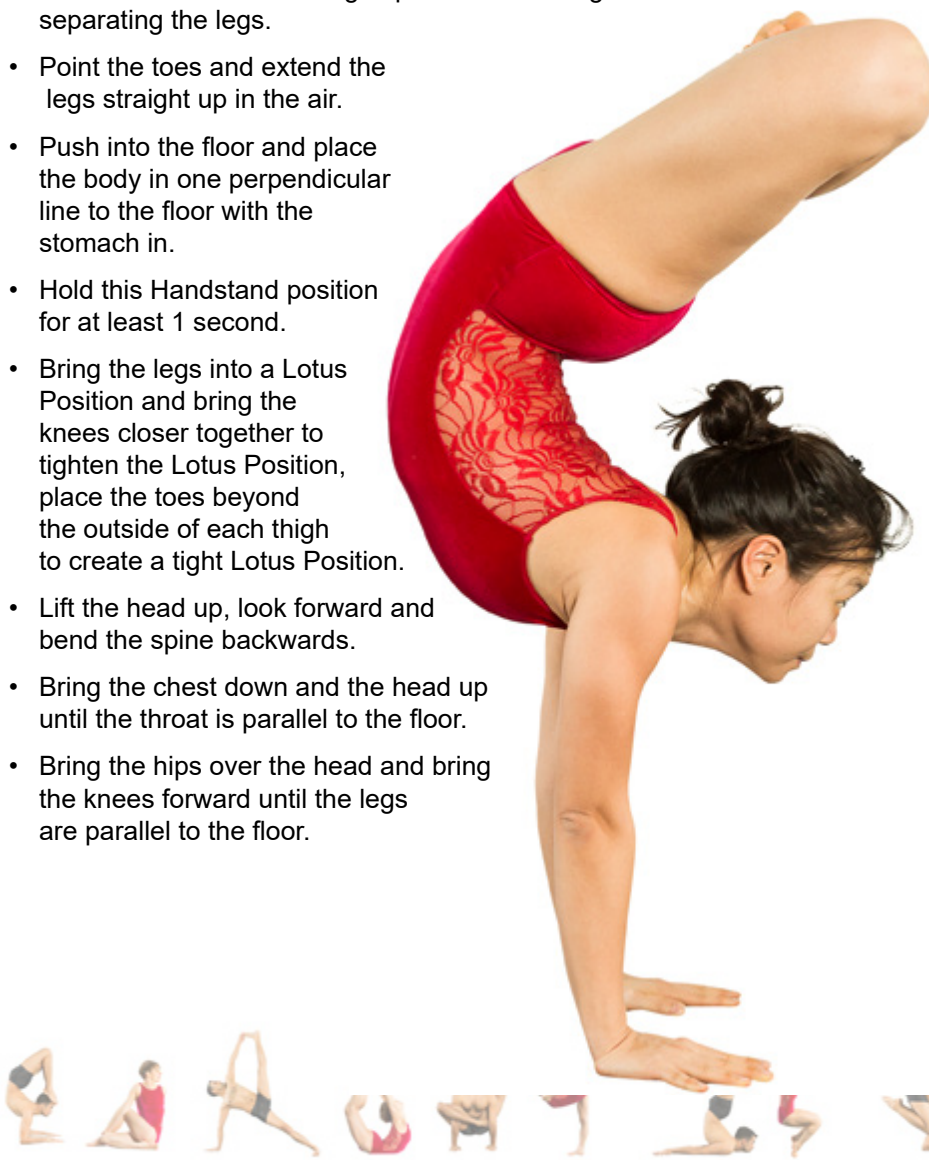 separating the legs.
• Point the toes and extend the
legs straight up in the air.
• Push into the floor and place
the body in one perpendicular
line to the floor with the
stomach in.
• Hold this Handstand position
for at least 1 second.
• Bring the legs into a Lotus
Position and bring the
knees closer together to
tighten the Lotus Position,
place the toes beyond
the outside of each thigh
to create a tight Lotus Position.
• Lift the head up, look forward and
bend the spine backwards.
• Bring the chest down and the head up
until the throat is parallel to the floor.
• Bring the hips over the head and bring
the knees forward until the legs
are parallel to the floor.